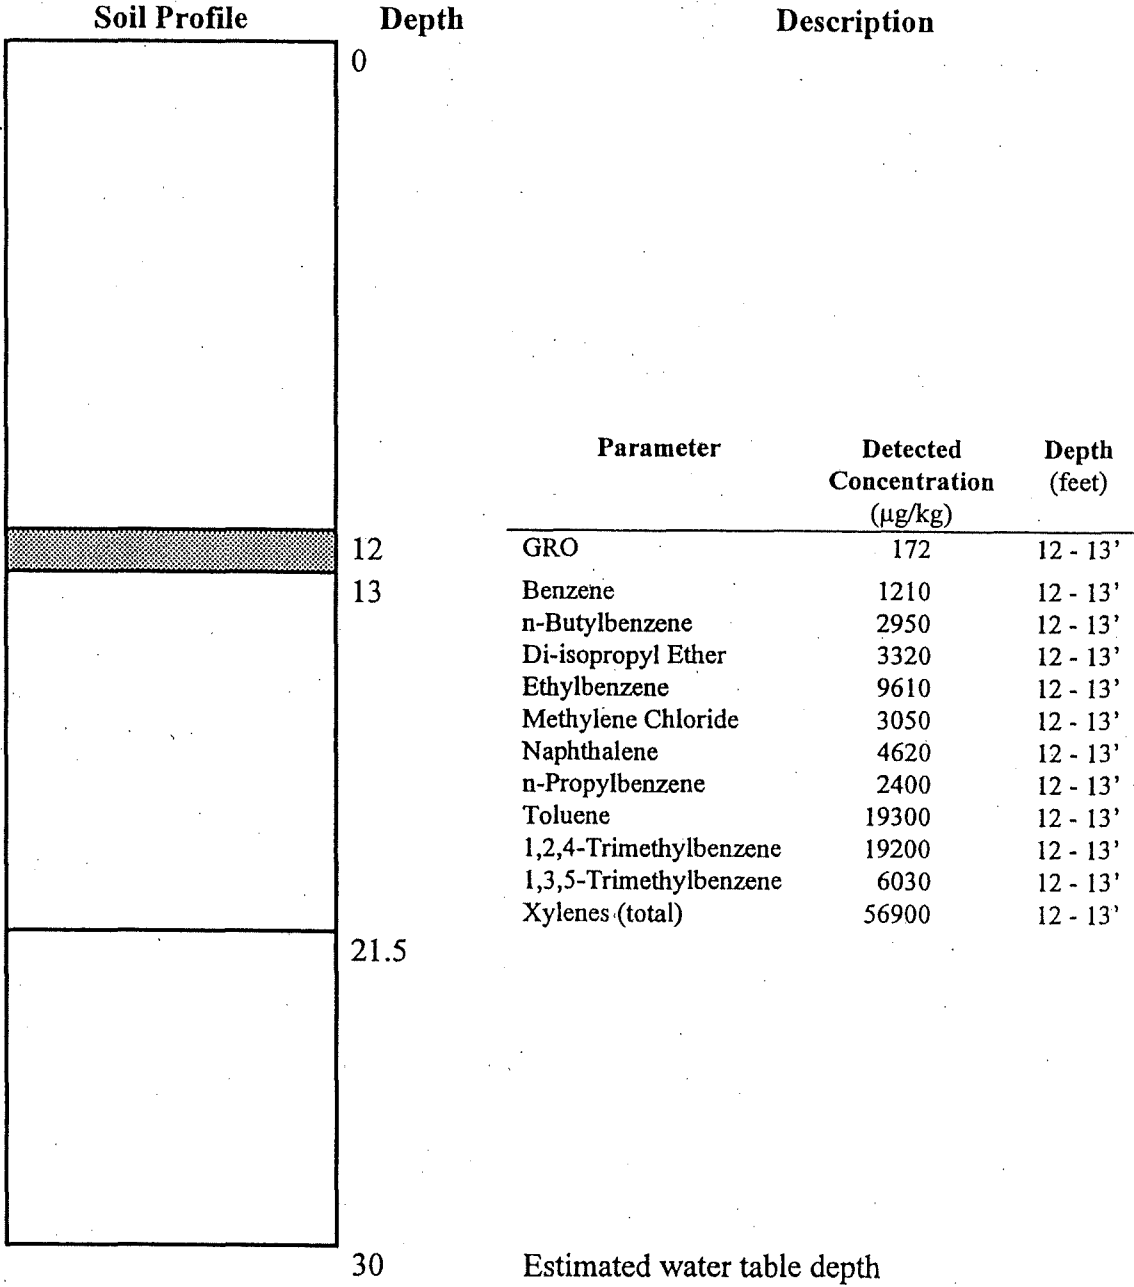 Soil Profile Depth Description
0
Parameter Detected Depth
Concentration (feet)
(µg/kg)
12 GRO 172 12 - 13'
13 Benzene 1210 12 - 13'
n-Butylbenzene 2950 12 - 13'
Di-isopropyl Ether 3320 12 - 13'
Ethylbenzene 9610 12 - 13'
Methylene Chloride 3050 12 - 13'
Naphthalene 4620 12 - 13'
n-Propylbenzene 2400 12 - 13'
Toluene 19300 12 - 13'
1,2,4-Trimethylbenzene 19200 12 - 13'
1,3,5-Trimethylbenzene 6030 12 - 13'
Xylenes (total) 56900 12 - 13'
21.5
30 Estimated water table depth